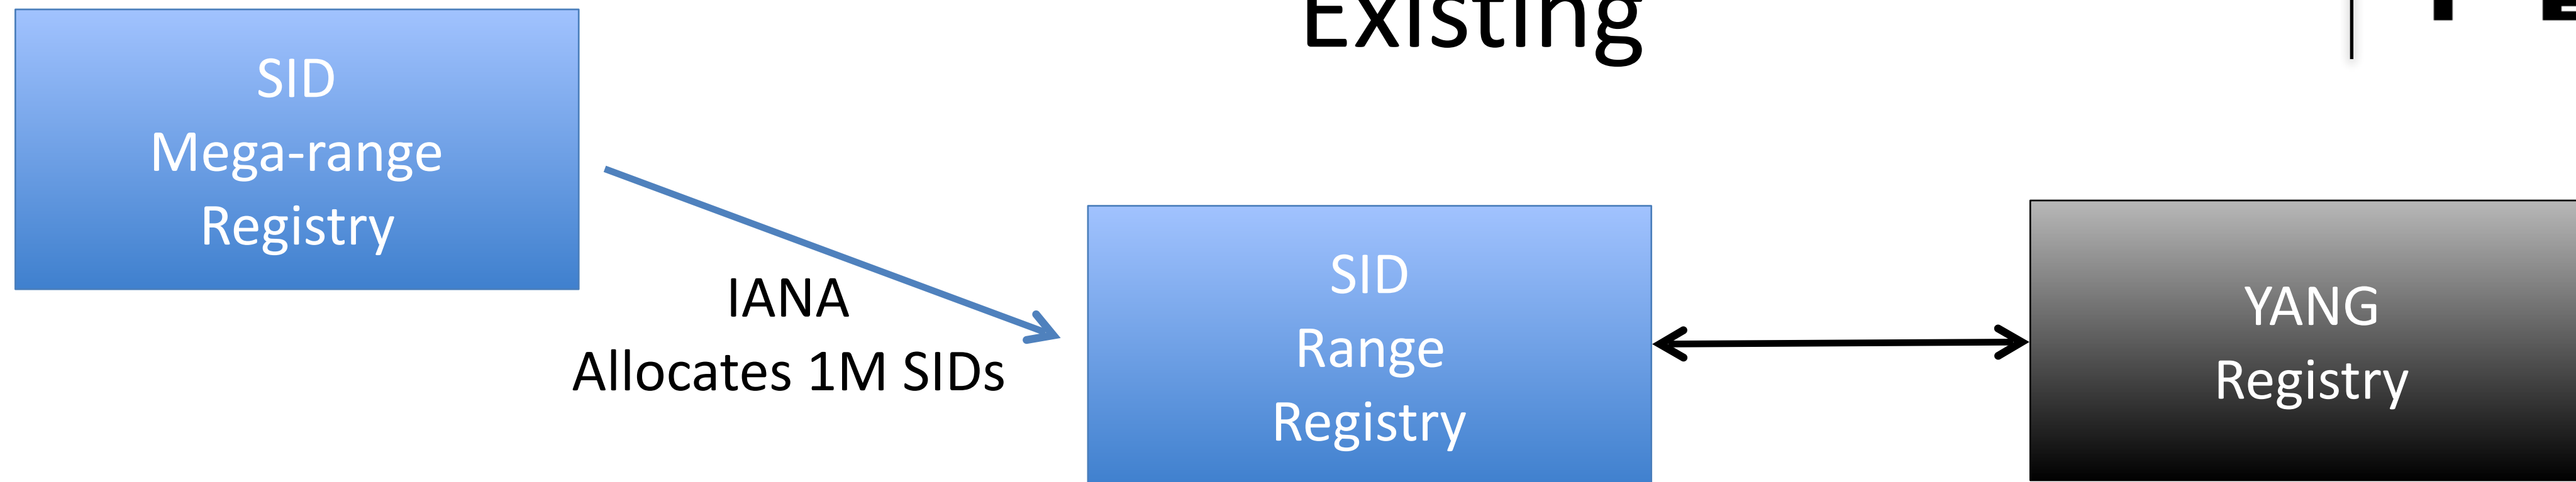 Existing
SID
Mega-range
Registry
IANA
Allocates 1M SIDs
SID
Range
Registry
YANG
Registry